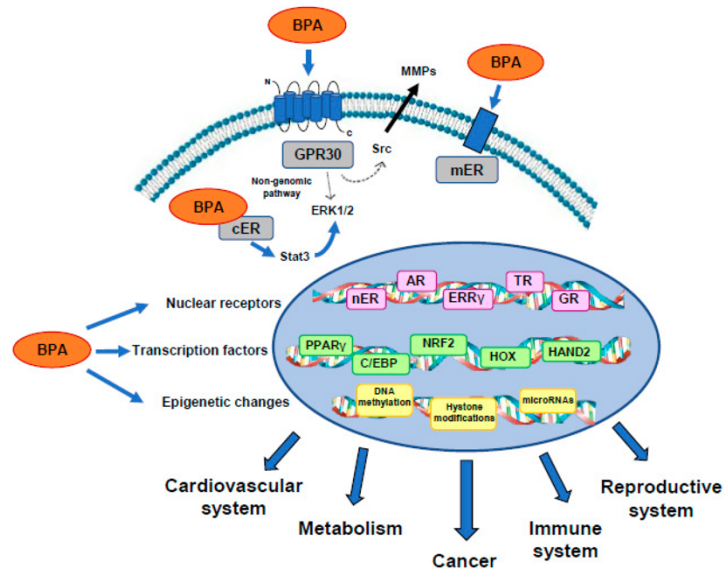 BPA
BPA
MMPs
N
C
GPR30
Src
mER
Non-genomic
pathway
ERK1/2
BPA
cER
Stat3
Nuclear receptors
AR
TR
nER
ERRγ
GR
BPA
Transcription factors
PPARγ
NRF2
C/EBP
HOX
HAND2
Epigenetic changes
DNA
methylation
Hystone
modifications
microRNAs
Cardiovascular
system
Metabolism
Cancer
Immune
system
Reproductive
system